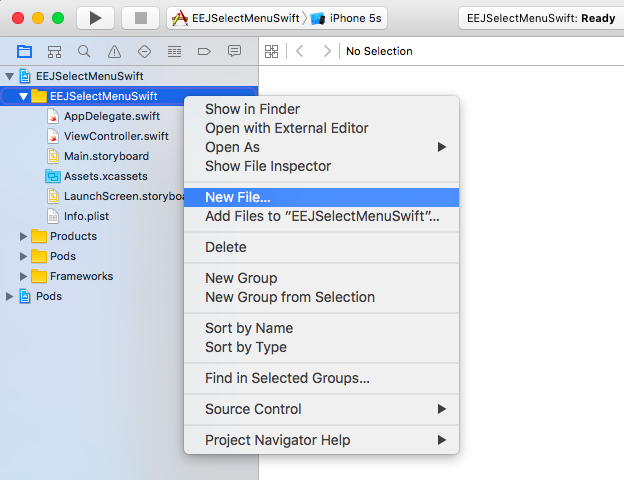 EEJSelectMenuSwift
iPhone 5s
EEJSelectMenuSwift: Ready
No Selection
EEJSelectMenuSwift
EEJSelectMenuSwift
AppDelegate.swift
ViewController.swift
Main.storyboard
Assets.xcassets
LaunchScreen.storybo
Info.plist
Products
Pods
Frameworks
Pods
Show in Finder
Open with External Editor
Open As
Show File Inspector
New File...
Add Files to “EEJSelectMenuSwift”...
Delete
New Group
New Group from Selection
Sort by Name
Sort by Type
Find in Selected Groups...
Source Control
Project Navigator Help